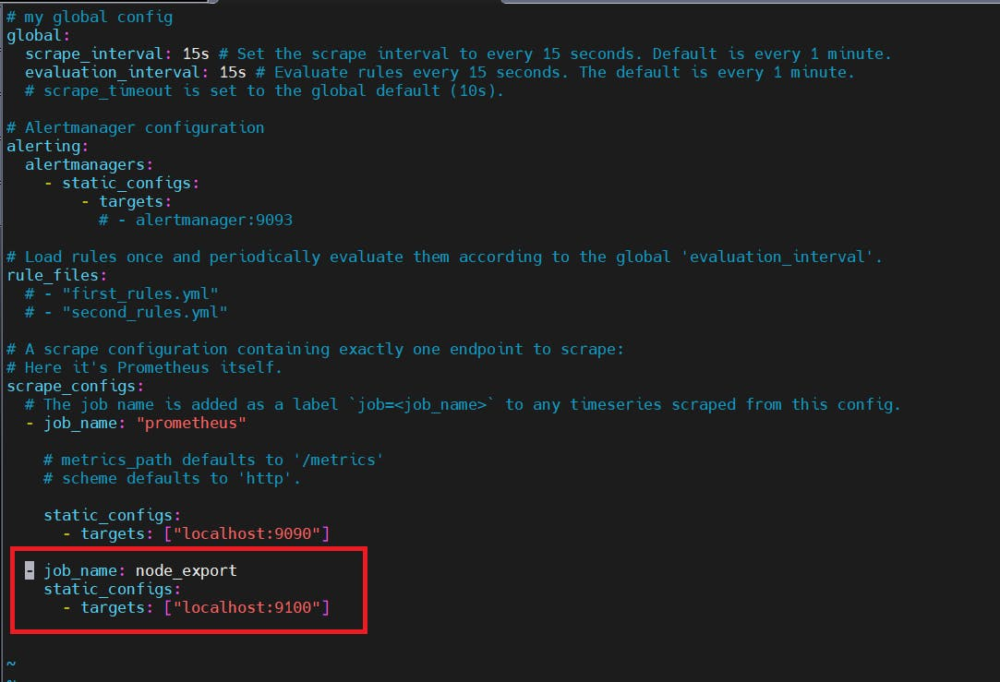 # my global config
global:
  scrape_interval: 15s # Set the scrape interval to every 15 seconds. Default is every 1 minute.
  evaluation_interval: 15s # Evaluate rules every 15 seconds. The default is every 1 minute.
  # scrape_timeout is set to the global default (10s).

# Alertmanager configuration
alerting:
  alertmanagers:
    - static_configs:
        - targets:
          # - alertmanager:9093

# Load rules once and periodically evaluate them according to the global 'evaluation_interval'.
rule_files:
  # - "first_rules.yml"
  # - "second_rules.yml"

# A scrape configuration containing exactly one endpoint to scrape:
# Here it's Prometheus itself.
scrape_configs:
  # The job name is added as a label `job=<job_name>` to any timeseries scraped from this config.
  - job_name: "prometheus"

    # metrics_path defaults to '/metrics'
    # scheme defaults to 'http'.

    static_configs:
      - targets: ["localhost:9090"]

  - job_name: node_export
    static_configs:
      - targets: ["localhost:9100"]

~
~